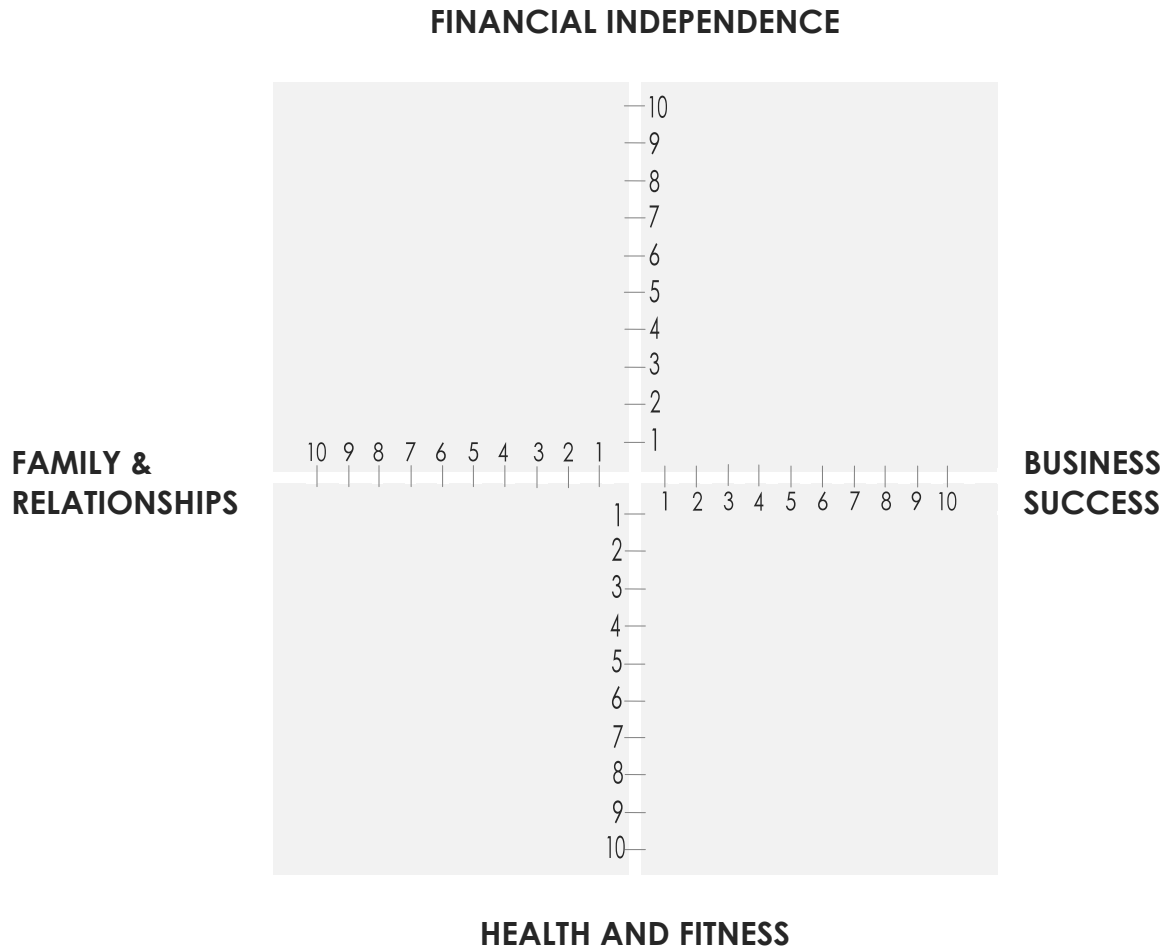 FINANCIAL INDEPENDENCE
10
9
8
7
6
5
4
3
2
1
10 9 8 7 6 5 4 3 2 1
FAMILY &
RELATIONSHIPS
BUSINESS
SUCCESS
1 2 3 4 5 6 7 8 9 10
1
2
3
4
5
6
7
8
9
10
HEALTH AND FITNESS